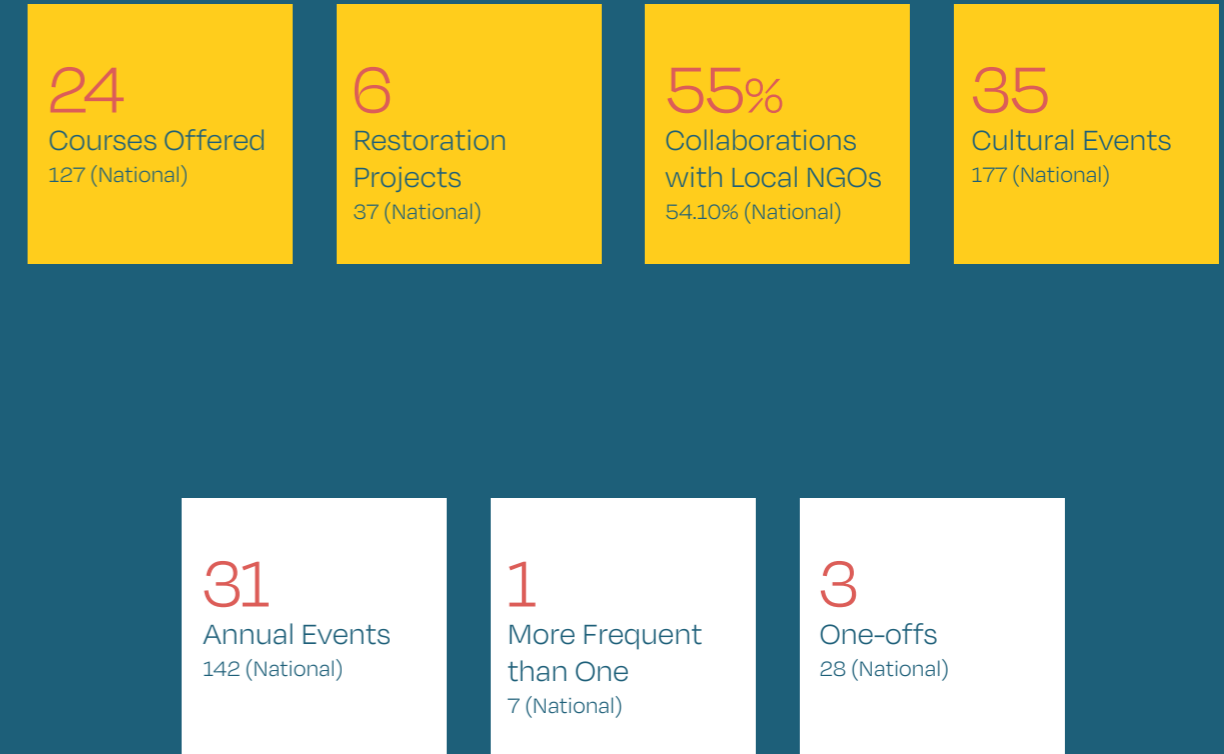 24
Courses Offered
127 (National)
6
Restoration
Projects
37 (National)
55%
Collaborations
with Local NGOs
54.10% (National)
35
Cultural Events
177 (National)
31
Annual Events
142 (National)
1
More Frequent
than One
7 (National)
3
One-offs
28 (National)